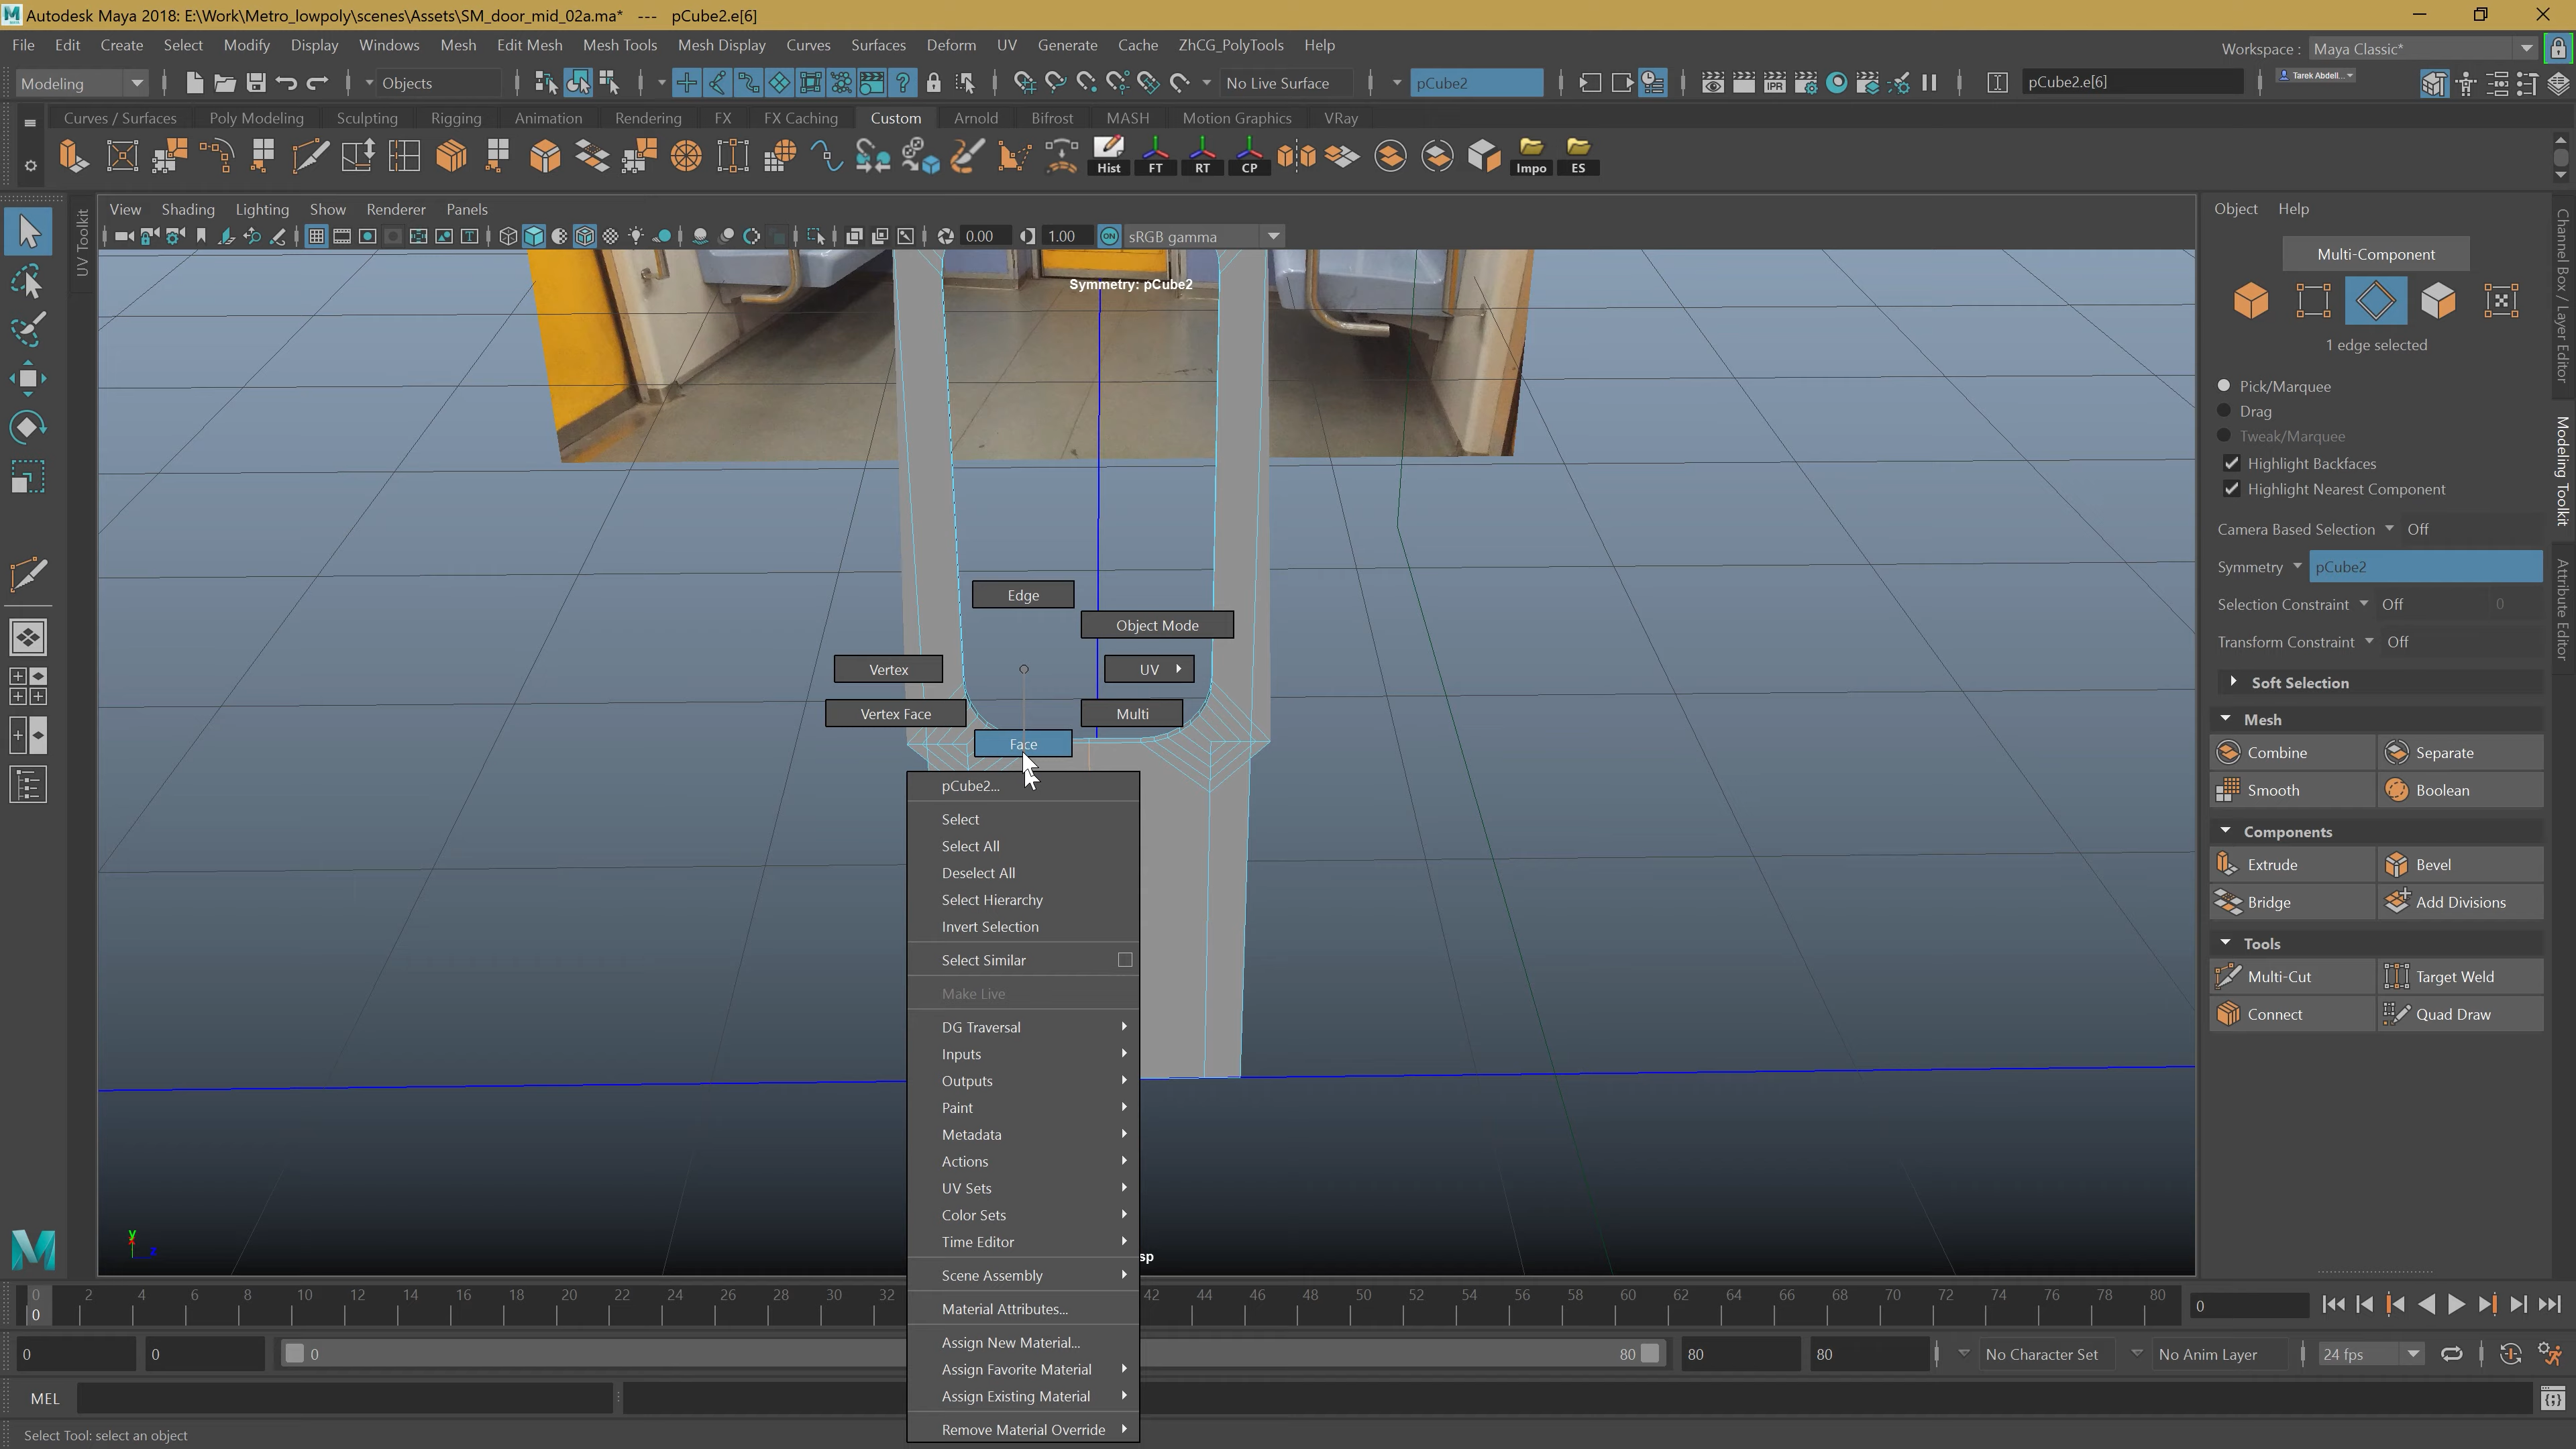 Autodesk Maya 2018: E:\Work\Metro_lowpoly\scenes\Assets\SM_door_mid_02a.ma* --- pCube2.e[6]
File Edit Create Select Modify Display Windows Mesh Edit Mesh Mesh Tools Mesh Display Curves Surfaces Deform UV Generate Cache ZhCG_PolyTools Help
Workspace : Maya Classic*
Modeling Objects No Live Surface pCube2 IPR pCube2.e[6] Tarek Abdell...
Curves / Surfaces Poly Modeling Sculpting Rigging Animation Rendering FX FX Caching Custom Arnold Bifrost MASH Motion Graphics XGen VRay
Hist FT RT CP Impo ES
UV Toolkit
View Shading Lighting Show Renderer Panels
0.00 1.00 ON sRGB gamma
Symmetry: pCube2
Edge
Object Mode
Vertex
UV
Vertex Face
Multi
Face
pCube2...
Select
Select All
Deselect All
Select Hierarchy
Invert Selection
Select Similar
Make Live
DG Traversal
Inputs
Outputs
Paint
Metadata
Actions
UV Sets
Color Sets
Time Editor
Scene Assembly
Material Attributes...
Assign New Material...
Assign Favorite Material
Assign Existing Material
Remove Material Override
y
z
sp
Object Help
Multi-Component
1 edge selected
Pick/Marquee
Drag
Tweak/Marquee
Highlight Backfaces
Highlight Nearest Component
Camera Based Selection Off
Symmetry pCube2
Selection Constraint Off 0
Transform Constraint Off
Soft Selection
Mesh
Combine Separate
Smooth Boolean
Components
Extrude Bevel
Bridge Add Divisions
Tools
Multi-Cut Target Weld
Connect Quad Draw
Channel Box / Layer Editor
Modeling Toolkit
Attribute Editor
0 2 4 6 8 10 12 14 16 18 20 22 24 26 28 30 32 42 44 46 48 50 52 54 56 58 60 62 64 66 68 70 72 74 76 78 80
0 0
0 0 0 80 80 80 No Character Set No Anim Layer 24 fps
MEL
Select Tool: select an object